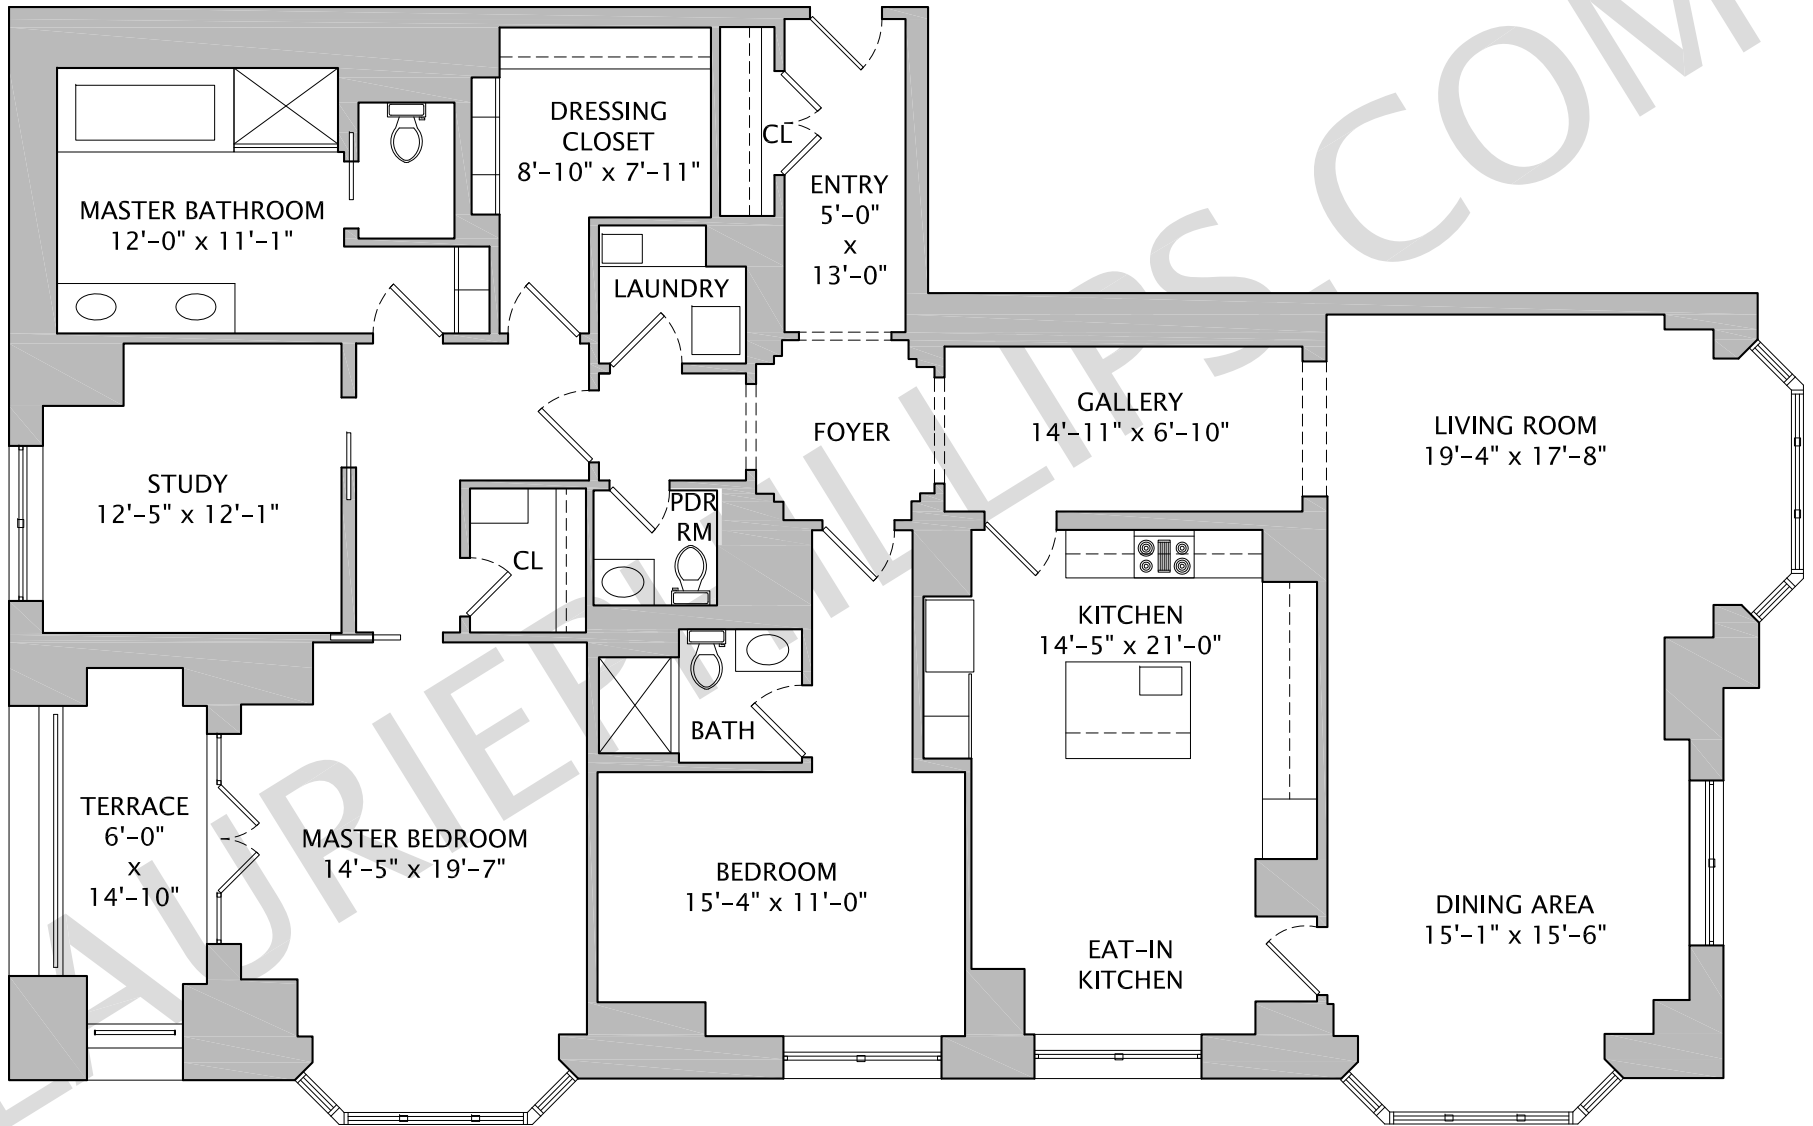 DRESSING
CLOSET
8'-10" x 7'-11"
CL
ENTRY
5'-0"
x
13'-0"
MASTER BATHROOM
12'-0" x 11'-1"
LAUNDRY
FOYER
GALLERY
14'-11" x 6'-10"
LIVING ROOM
19'-4" x 17'-8"
STUDY
12'-5" x 12'-1"
PDR
RM
CL
KITCHEN
14'-5" x 21'-0"
BATH
TERRACE
6'-0"
x
14'-10"
MASTER BEDROOM
14'-5" x 19'-7"
BEDROOM
15'-4" x 11'-0"
EAT-IN
KITCHEN
DINING AREA
15'-1" x 15'-6"
LAURIEPHILLIPS.COM